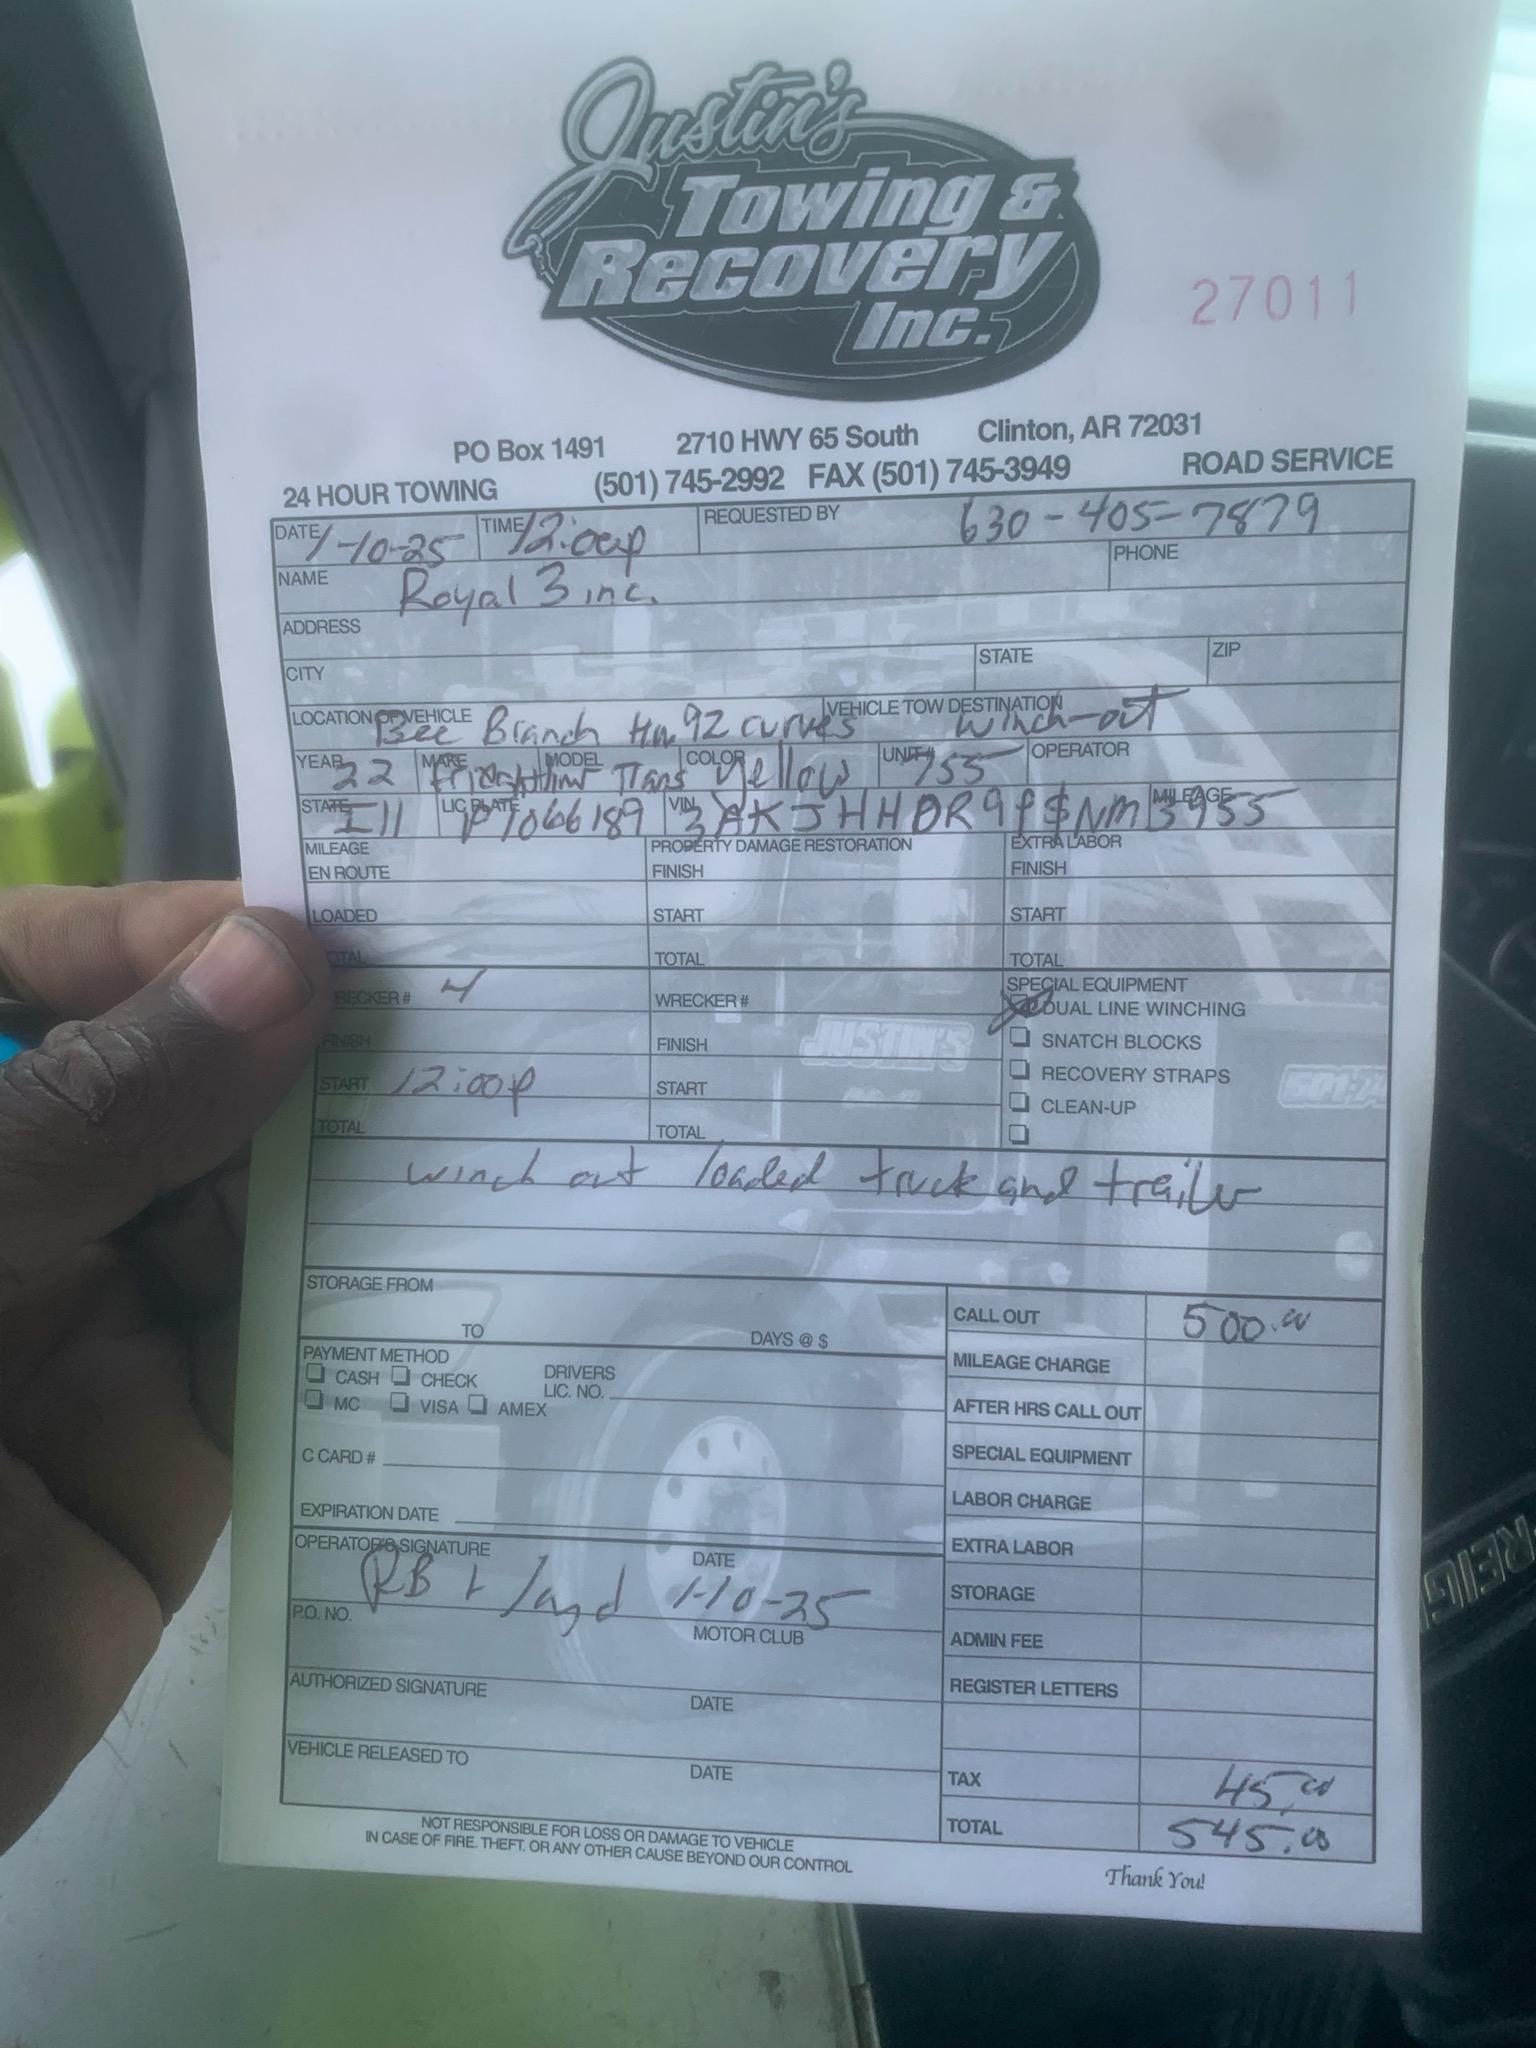 Justin's
Towing &
Recovery
Inc.
27011
PO Box 1491 2710 HWY 65 South Clinton, AR 72031
24 HOUR TOWING (501) 745-2992 FAX (501) 745-3949 ROAD SERVICE
DATE 1-10-25 TIME 12:00p REQUESTED BY 630-405-7879
NAME Royal 3 inc. PHONE
ADDRESS
CITY STATE ZIP
LOCATION OF VEHICLE Bee Branch Hw 92 curves VEHICLE TOW DESTINATION winch-out
YEAR 22 MAKE MODEL Trans COLOR Yellow UNIT# 755 OPERATOR
STATE Ill LIC PLATE P1066189 VIN MILEAGE
MILEAGE PROPERTY DAMAGE RESTORATION EXTRA LABOR
EN ROUTE FINISH FINISH
LOADED START START
TOTAL TOTAL
RECKER # 4 WRECKER # SPECIAL EQUIPMENT
DUAL LINE WINCHING
FINISH FINISH SNATCH BLOCKS
START 12:00p START RECOVERY STRAPS
TOTAL TOTAL CLEAN-UP
JUSTIN'S
winch out loaded truck and trailer
STORAGE FROM CALL OUT 500.00
TO DAYS @ $
PAYMENT METHOD MILEAGE CHARGE
CASH CHECK DRIVERS
MC VISA AMEX LIC. NO. AFTER HRS CALL OUT
C CARD # SPECIAL EQUIPMENT
LABOR CHARGE
EXPIRATION DATE
OPERATOR'S SIGNATURE DATE 1-10-25 EXTRA LABOR
STORAGE
P.O. NO. MOTOR CLUB ADMIN FEE
AUTHORIZED SIGNATURE DATE REGISTER LETTERS
VEHICLE RELEASED TO DATE TAX 45.00
TOTAL 545.00
NOT RESPONSIBLE FOR LOSS OR DAMAGE TO VEHICLE
IN CASE OF FIRE. THEFT. OR ANY OTHER CAUSE BEYOND OUR CONTROL
Thank You!